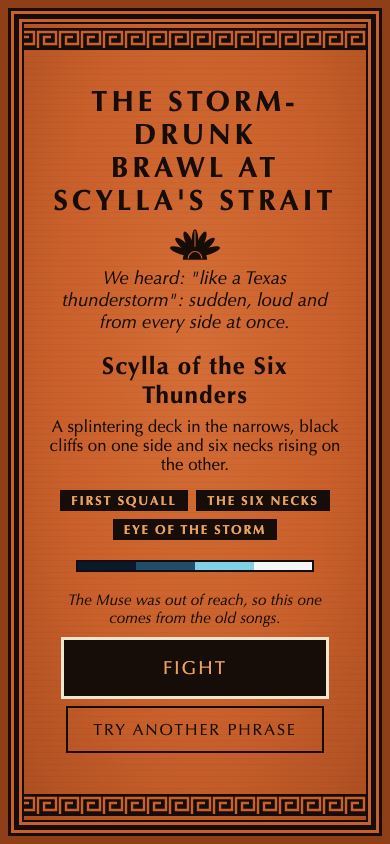 THE STORM-
DRUNK
BRAWL AT
SCYLLA'S STRAIT
We heard: "like a Texas
thunderstorm": sudden, loud and
from every side at once.
Scylla of the Six
Thunders
A splintering deck in the narrows, black
cliffs on one side and six necks rising on
the other.
FIRST SQUALL THE SIX NECKS
EYE OF THE STORM
The Muse was out of reach, so this one
comes from the old songs.
FIGHT
TRY ANOTHER PHRASE